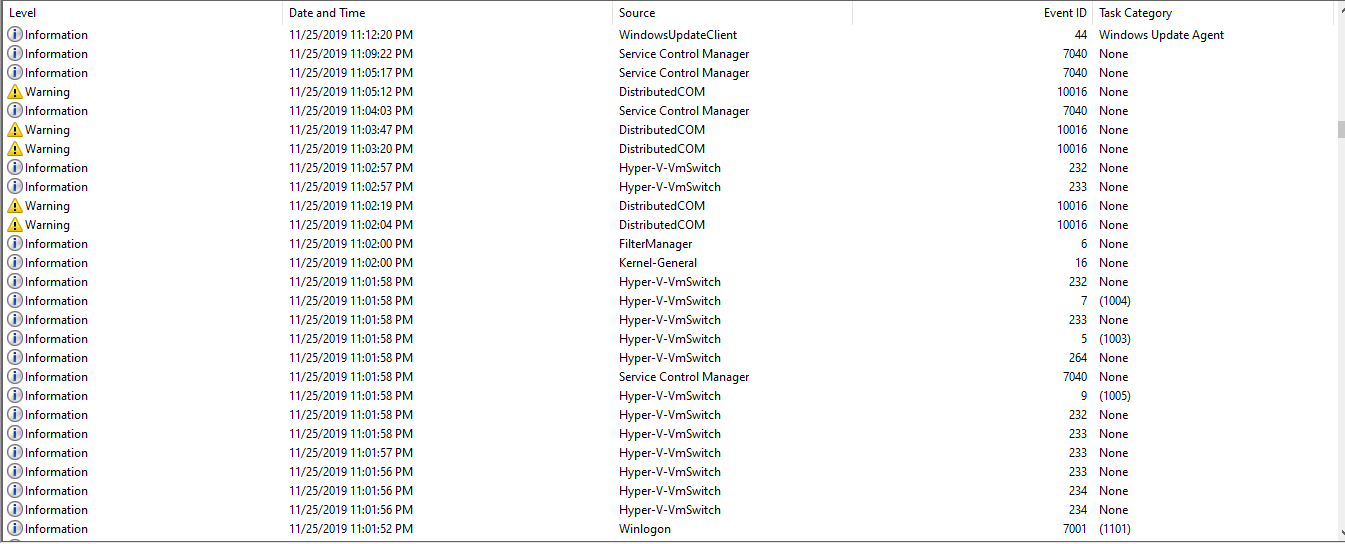 Level Date and Time Source Event ID Task Category
Information 11/25/2019 11:12:20 PM WindowsUpdateClient 44 Windows Update Agent
Information 11/25/2019 11:09:22 PM Service Control Manager 7040 None
Information 11/25/2019 11:05:17 PM Service Control Manager 7040 None
Warning 11/25/2019 11:05:12 PM DistributedCOM 10016 None
Information 11/25/2019 11:04:03 PM Service Control Manager 7040 None
Warning 11/25/2019 11:03:47 PM DistributedCOM 10016 None
Warning 11/25/2019 11:03:20 PM DistributedCOM 10016 None
Information 11/25/2019 11:02:57 PM Hyper-V-VmSwitch 232 None
Information 11/25/2019 11:02:57 PM Hyper-V-VmSwitch 233 None
Warning 11/25/2019 11:02:19 PM DistributedCOM 10016 None
Warning 11/25/2019 11:02:04 PM DistributedCOM 10016 None
Information 11/25/2019 11:02:00 PM FilterManager 6 None
Information 11/25/2019 11:02:00 PM Kernel-General 16 None
Information 11/25/2019 11:01:58 PM Hyper-V-VmSwitch 232 None
Information 11/25/2019 11:01:58 PM Hyper-V-VmSwitch 7 (1004)
Information 11/25/2019 11:01:58 PM Hyper-V-VmSwitch 233 None
Information 11/25/2019 11:01:58 PM Hyper-V-VmSwitch 5 (1003)
Information 11/25/2019 11:01:58 PM Hyper-V-VmSwitch 264 None
Information 11/25/2019 11:01:58 PM Service Control Manager 7040 None
Information 11/25/2019 11:01:58 PM Hyper-V-VmSwitch 9 (1005)
Information 11/25/2019 11:01:58 PM Hyper-V-VmSwitch 232 None
Information 11/25/2019 11:01:58 PM Hyper-V-VmSwitch 233 None
Information 11/25/2019 11:01:57 PM Hyper-V-VmSwitch 233 None
Information 11/25/2019 11:01:56 PM Hyper-V-VmSwitch 233 None
Information 11/25/2019 11:01:56 PM Hyper-V-VmSwitch 234 None
Information 11/25/2019 11:01:56 PM Hyper-V-VmSwitch 234 None
Information 11/25/2019 11:01:52 PM Winlogon 7001 (1101)